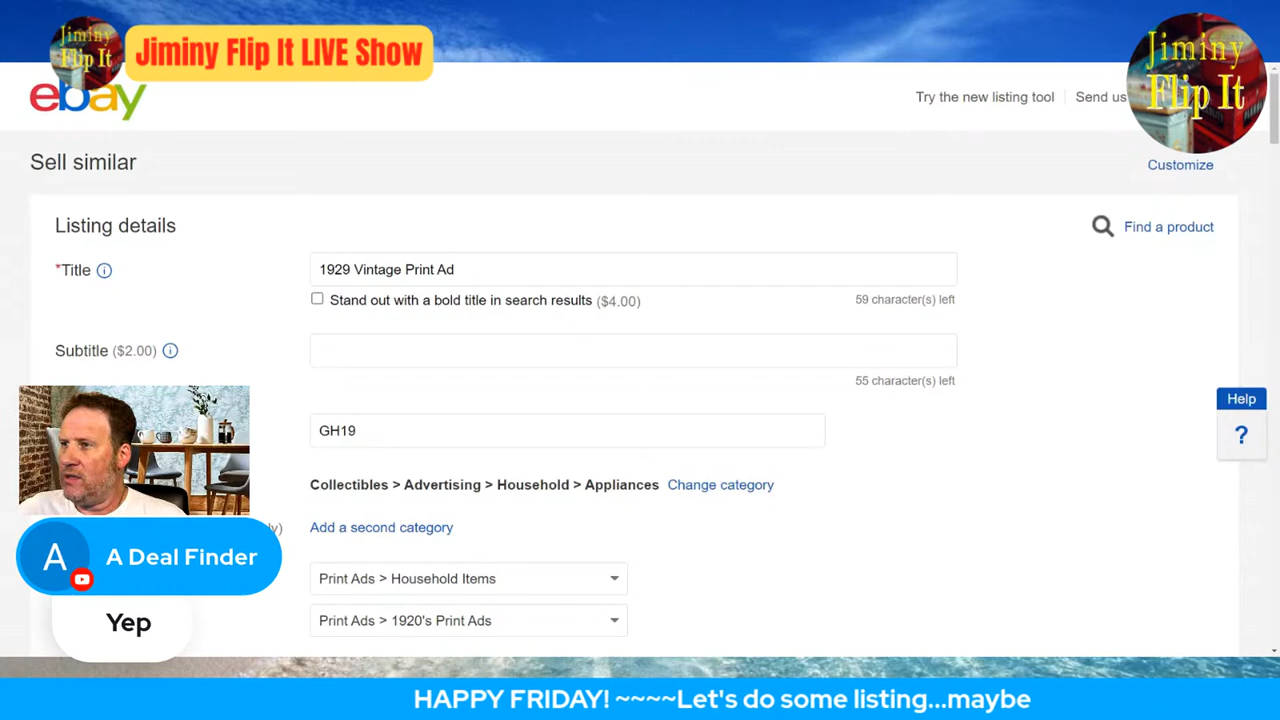 Jiminy
Flip It
Jiminy Flip It LIVE Show
Jiminy
Flip It
ebay
Try the new listing tool
Send us
Sell similar
Customize
Listing details
Find a product
*Title
1929 Vintage Print Ad
Stand out with a bold title in search results ($4.00)
59 character(s) left
Subtitle ($2.00)
55 character(s) left
Help
?
GH19
Collectibles > Advertising > Household > Appliances Change category
Add a second category
A
A Deal Finder
Print Ads > Household Items
Yep
Print Ads > 1920's Print Ads
HAPPY FRIDAY! ~~~~Let's do some listing...maybe